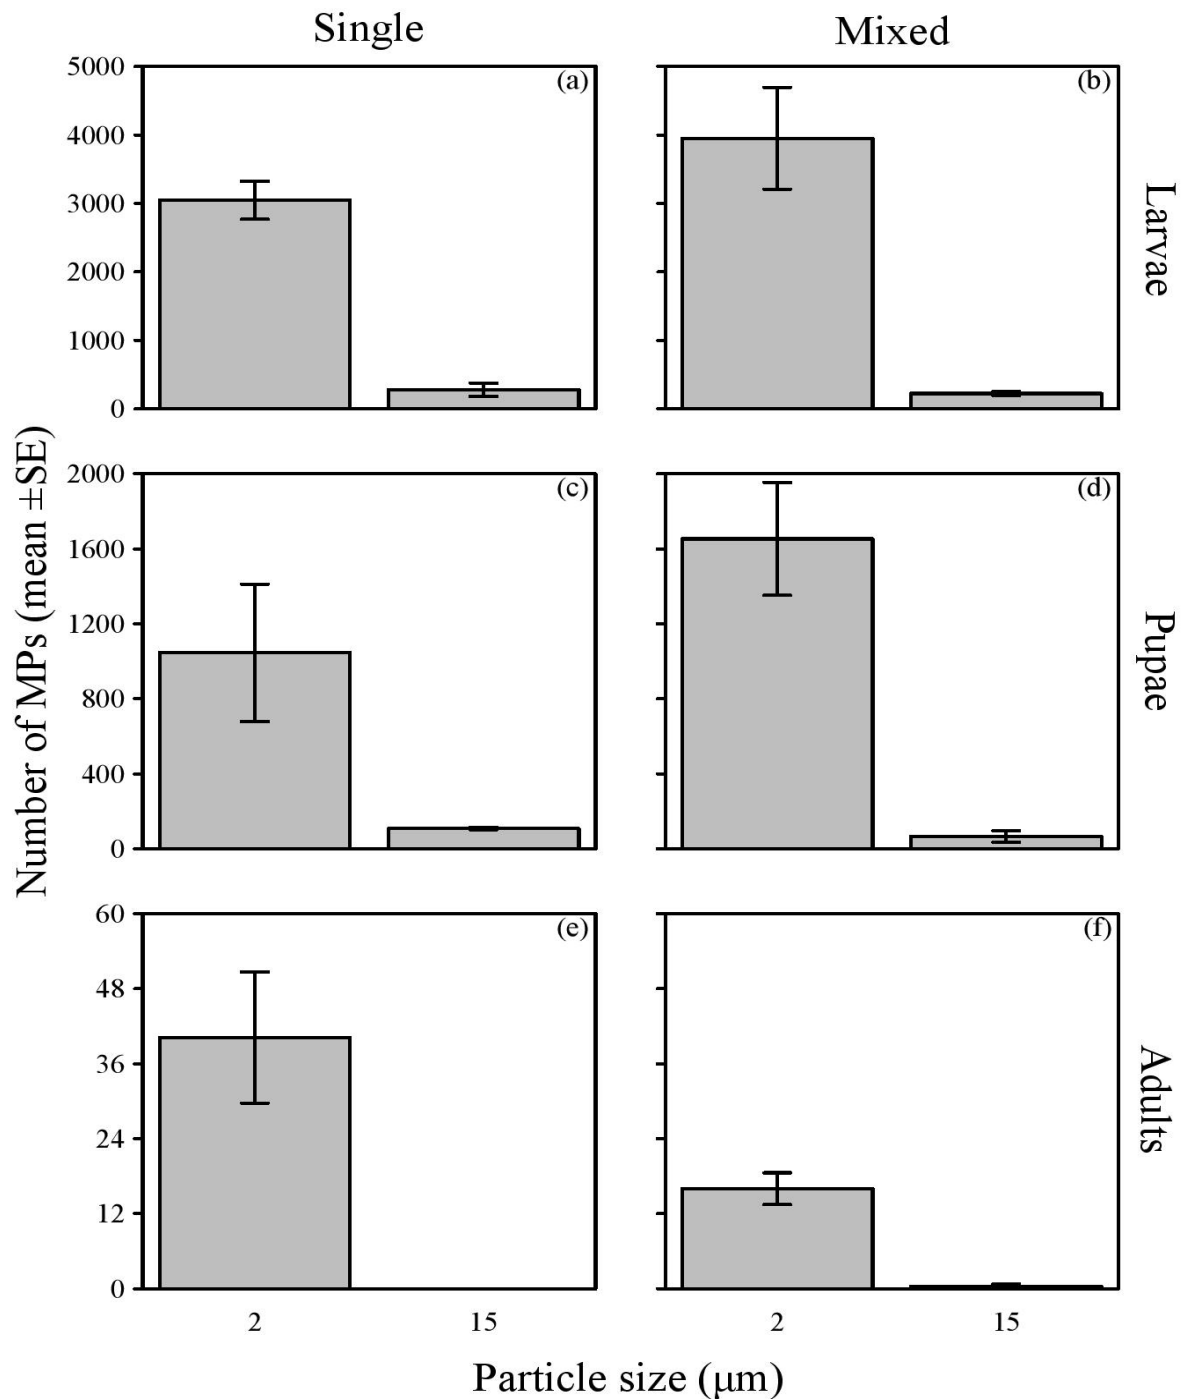 Single
Mixed
Number of MPs (mean ±SE)
5000
4000
3000
2000
1000
0
(a)
(b)
Larvae
2000
1600
1200
800
400
0
(c)
(d)
Pupae
60
48
36
24
12
0
(e)
(f)
Adults
2
15
2
15
Particle size (μm)